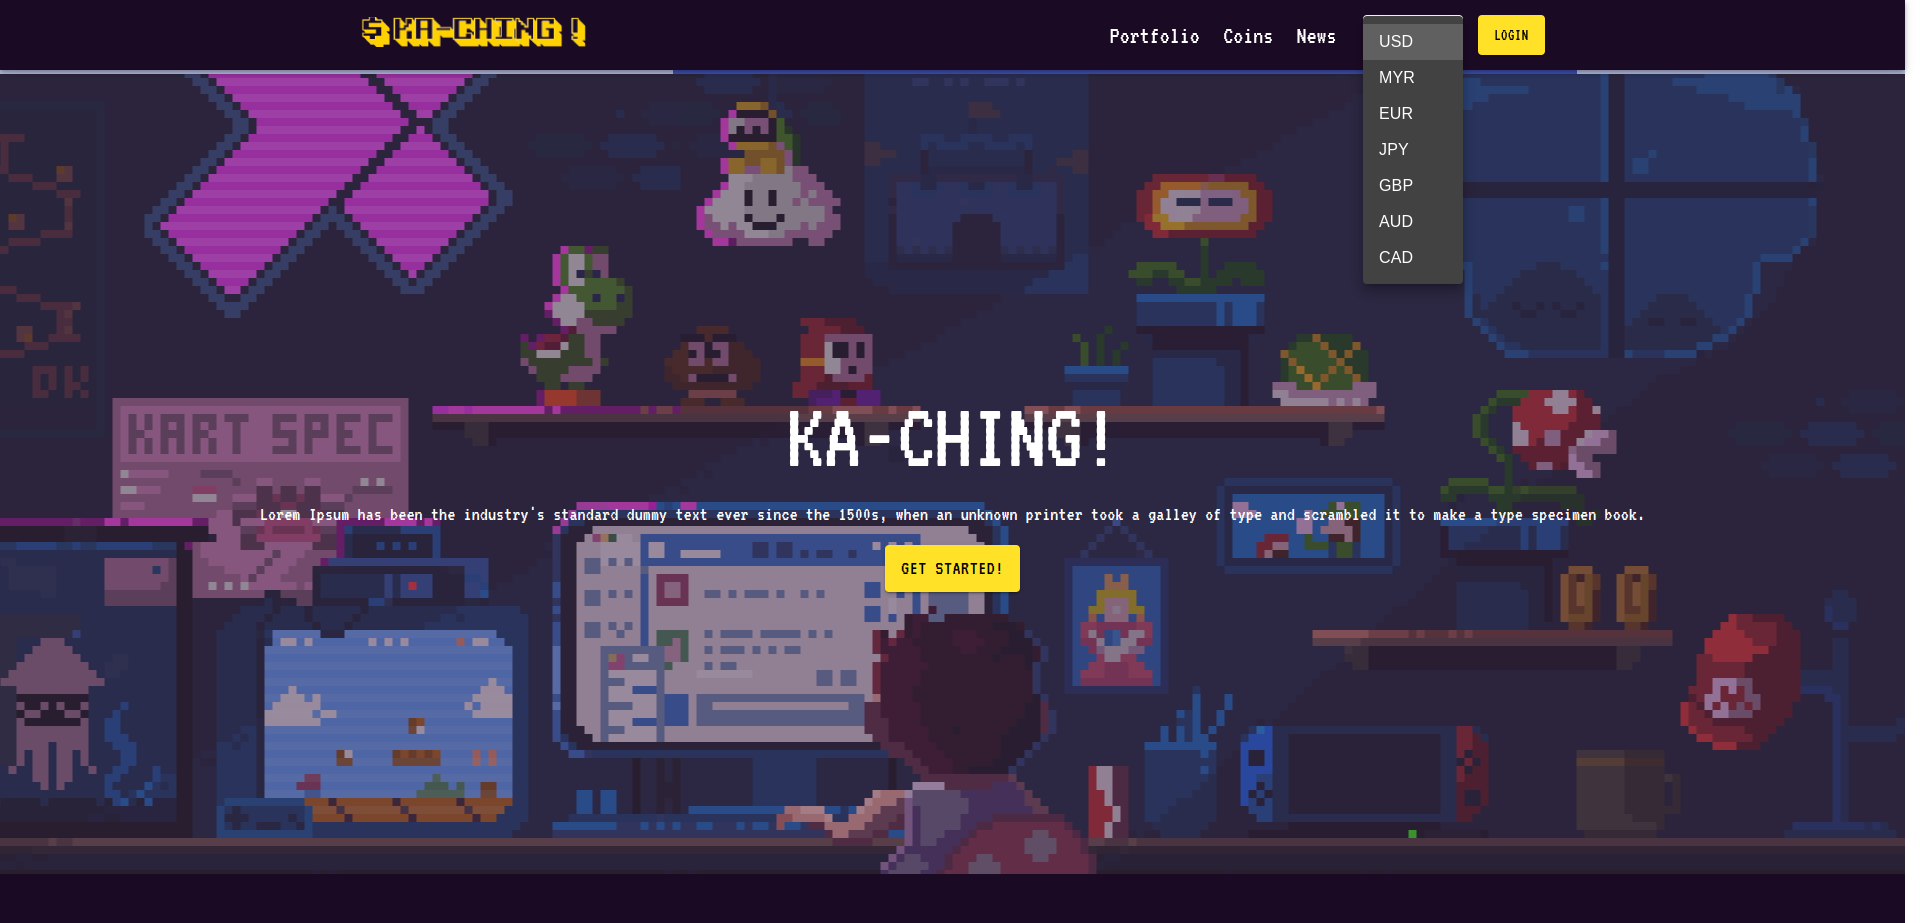 $ KA-CHING !
Portfolio Coins News
LOGIN
USD
MYR
EUR
JPY
GBP
AUD
CAD
DK
KART SPEC
KA-CHING!
Lorem Ipsum has been the industry's standard dummy text ever since the 1500s, when an unknown printer took a galley of type and scrambled it to make a type specimen book.
GET STARTED!
M